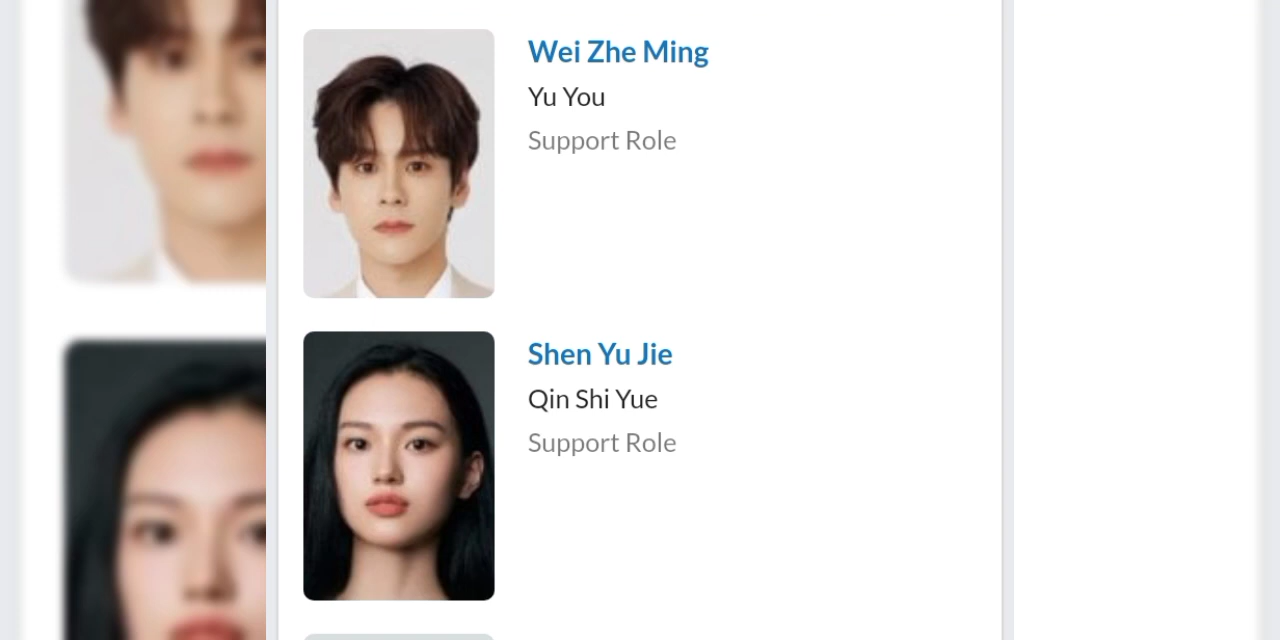 Wei Zhe Ming
Yu You
Support Role
Shen Yu Jie
Qin Shi Yue
Support Role